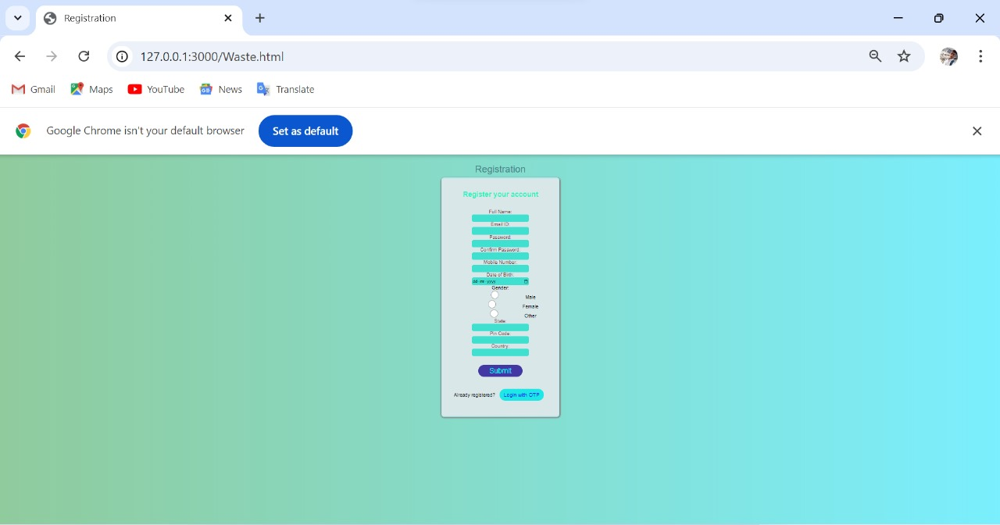 Registration
127.0.0.1:3000/Waste.html
Gmail Maps YouTube News Translate
Google Chrome isn't your default browser Set as default
Registration
Register your account
Full Name:
Email ID:
Password:
Confirm Password:
Mobile Number:
Date of Birth:
dd-mm-yyyy
Gender:
Male
Female
Other
State:
Pin Code:
Country:
Submit
Already registered? Login with OTP